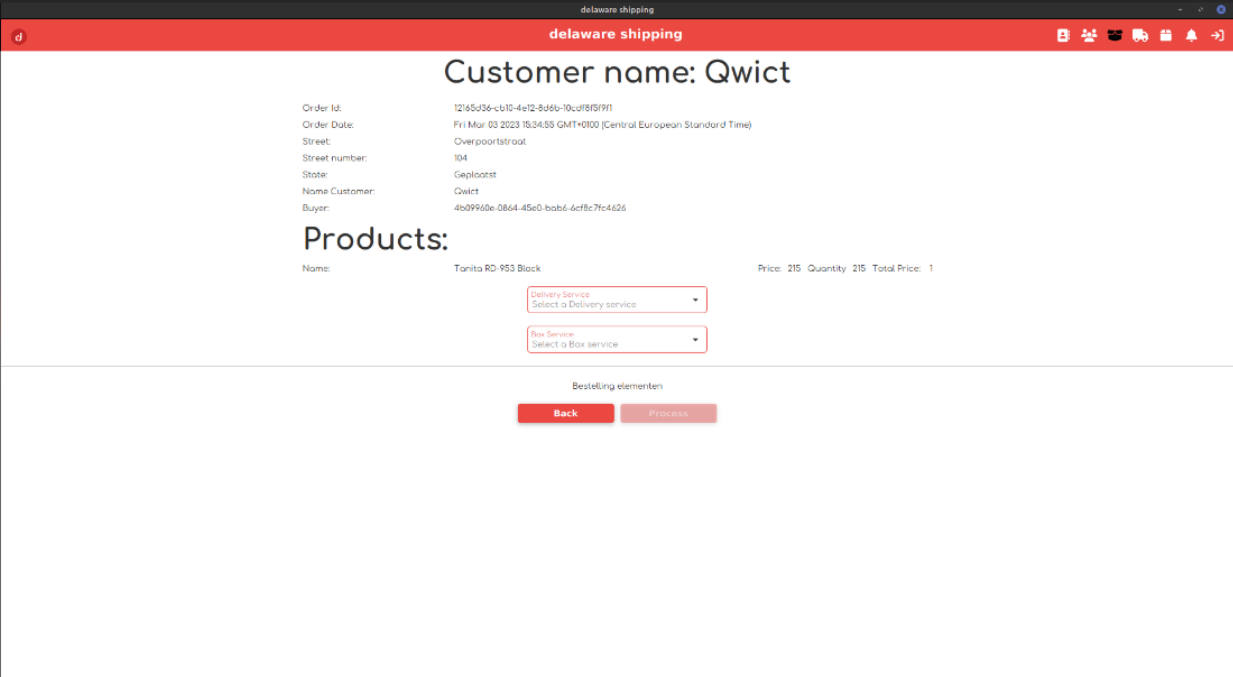 delaware shipping
d
delaware shipping
Customer name: Qwict
Order Id: 12165d36-cb10-4e12-8d6b-10cdf8f5f9f1
Order Date: Fri Mar 03 2023 15:34:55 GMT+0100 (Central European Standard Time)
Street: Overpoortstraat
Street number: 104
State: Geplaatst
Name Customer: Qwict
Buyer: 4b09960e-0864-45e0-bab6-6cf8c7fc4626
Products:
Name: Tanita RD-953 Black Price: 215 Quantity 215 Total Price: 1
Delivery Service
Select a Delivery service
Box Service
Select a Box service
Bestelling elementen
Back Process